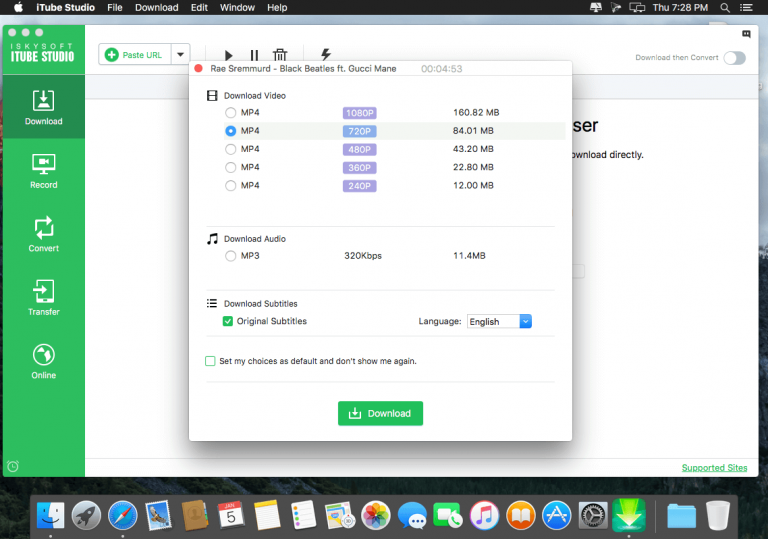 iTube Studio File Download Edit Window Help Thu 7:28 PM
ISKYSOFT
ITUBE STUDIO
Paste URL
Download then Convert
Rae Sremmurd - Black Beatles ft. Gucci Mane 00:04:53
Download Video
MP4 1080P 160.82 MB
MP4 720P 84.01 MB
MP4 480P 43.20 MB
MP4 360P 22.80 MB
MP4 240P 12.00 MB
Download Audio
MP3 320Kbps 11.4MB
Download Subtitles
Original Subtitles Language: English
Set my choices as default and don't show me again.
Download
ser
ownload directly.
Download
Record
Convert
Transfer
Online
Supported Sites
JAN
5